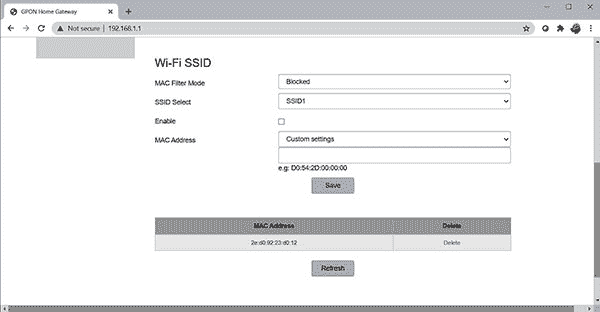 GPON Home Gateway
Not secure | 192.168.1.1
Wi-Fi SSID
MAC Filter Mode Blocked
SSID Select SSID1
Enable
MAC Address Custom settings
e.g: D0:54:2D:00:00:00
Save
MAC Address Delete
2e:d0:92:23:d0:12 Delete
Refresh